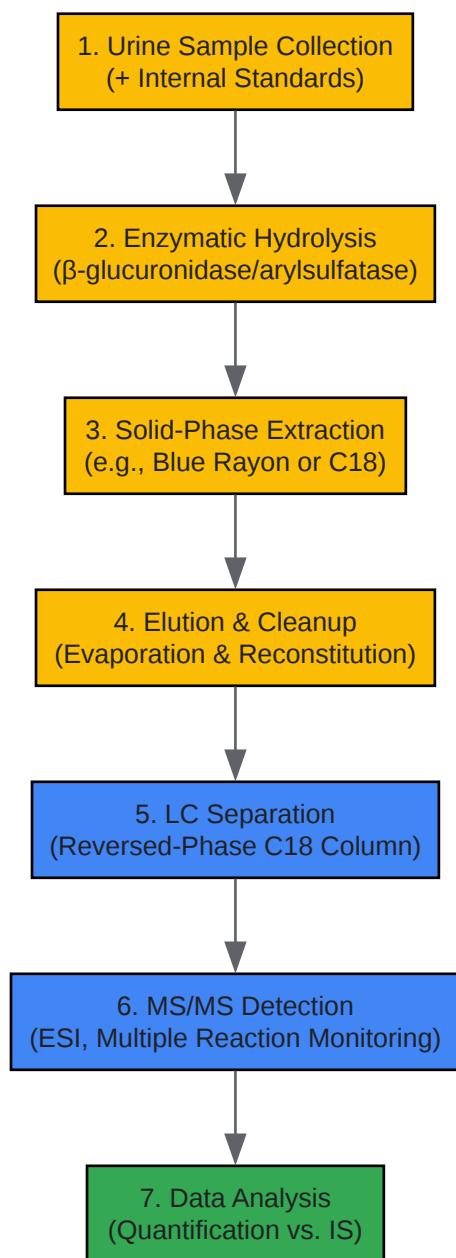 1. Urine Sample Collection
(+ Internal Standards)
2. Enzymatic Hydrolysis
(β-glucuronidase/arylsulfatase)
3. Solid-Phase Extraction
(e.g., Blue Rayon or C18)
4. Elution & Cleanup
(Evaporation & Reconstitution)
5. LC Separation
(Reversed-Phase C18 Column)
6. MS/MS Detection
(ESI, Multiple Reaction Monitoring)
7. Data Analysis
(Quantification vs. IS)